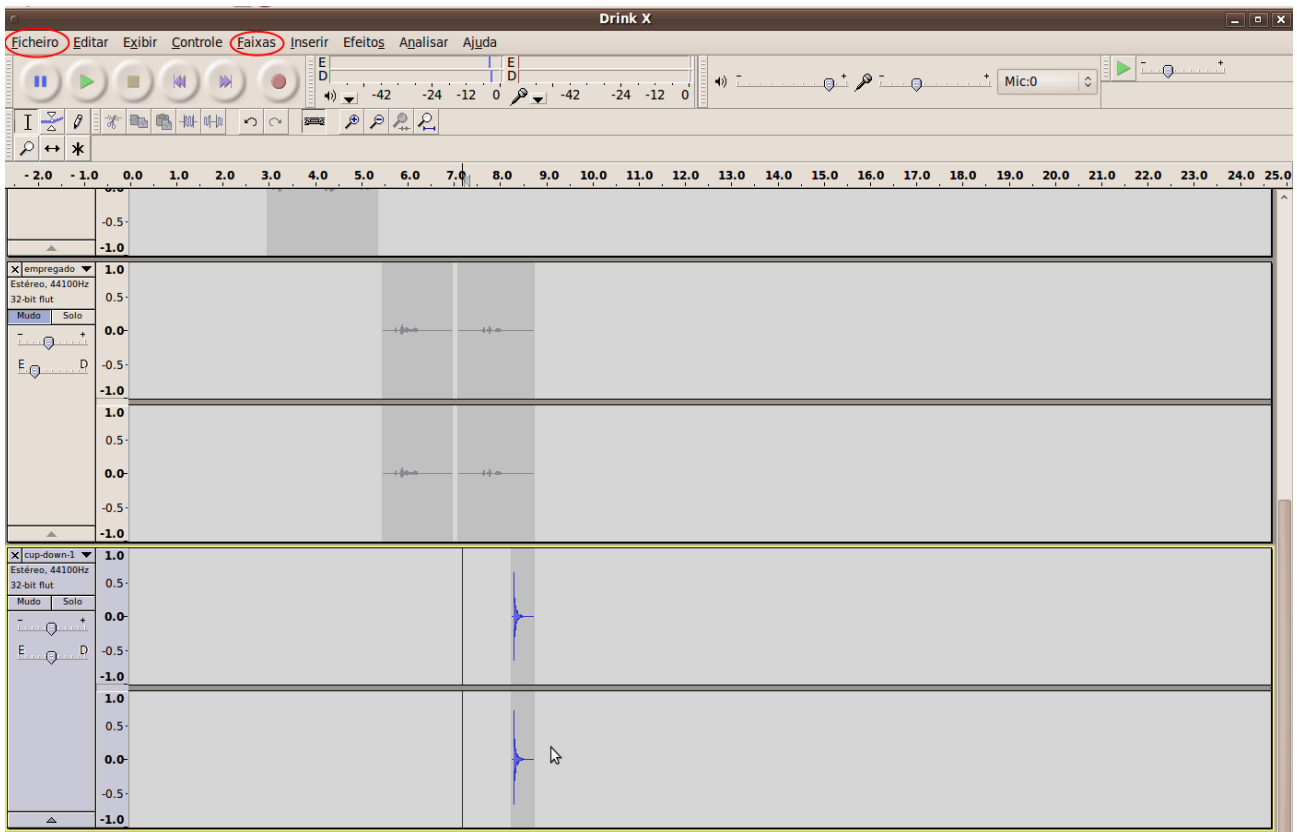 Drink X
Ficheiro Editar Exibir Controle Faixas Inserir Efeitos Analisar Ajuda
E E
D D
-42 -24 -12 0 -42 -24 -12 0
- + - + Mic:0 - +
- 2.0 - 1.0 0.0 1.0 2.0 3.0 4.0 5.0 6.0 7.0 8.0 9.0 10.0 11.0 12.0 13.0 14.0 15.0 16.0 17.0 18.0 19.0 20.0 21.0 22.0 23.0 24.0 25.0
0.0
-0.5
-1.0
X empregado 1.0
Estéreo, 44100Hz
32-bit flut 0.5
Mudo Solo
- + 0.0
E D -0.5
-1.0
1.0
0.5
0.0
-0.5
-1.0
X cup-down-1 1.0
Estéreo, 44100Hz
32-bit flut 0.5
Mudo Solo
- + 0.0
E D -0.5
-1.0
1.0
0.5
0.0
-0.5
-1.0